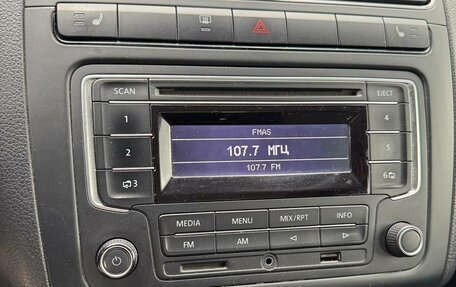 SCAN
EJECT
1
4
FMAS
107.7 МГЦ
107.7 FM
2
5
3
6
MEDIA
MENU
MIX/RPT
INFO
FM
AM